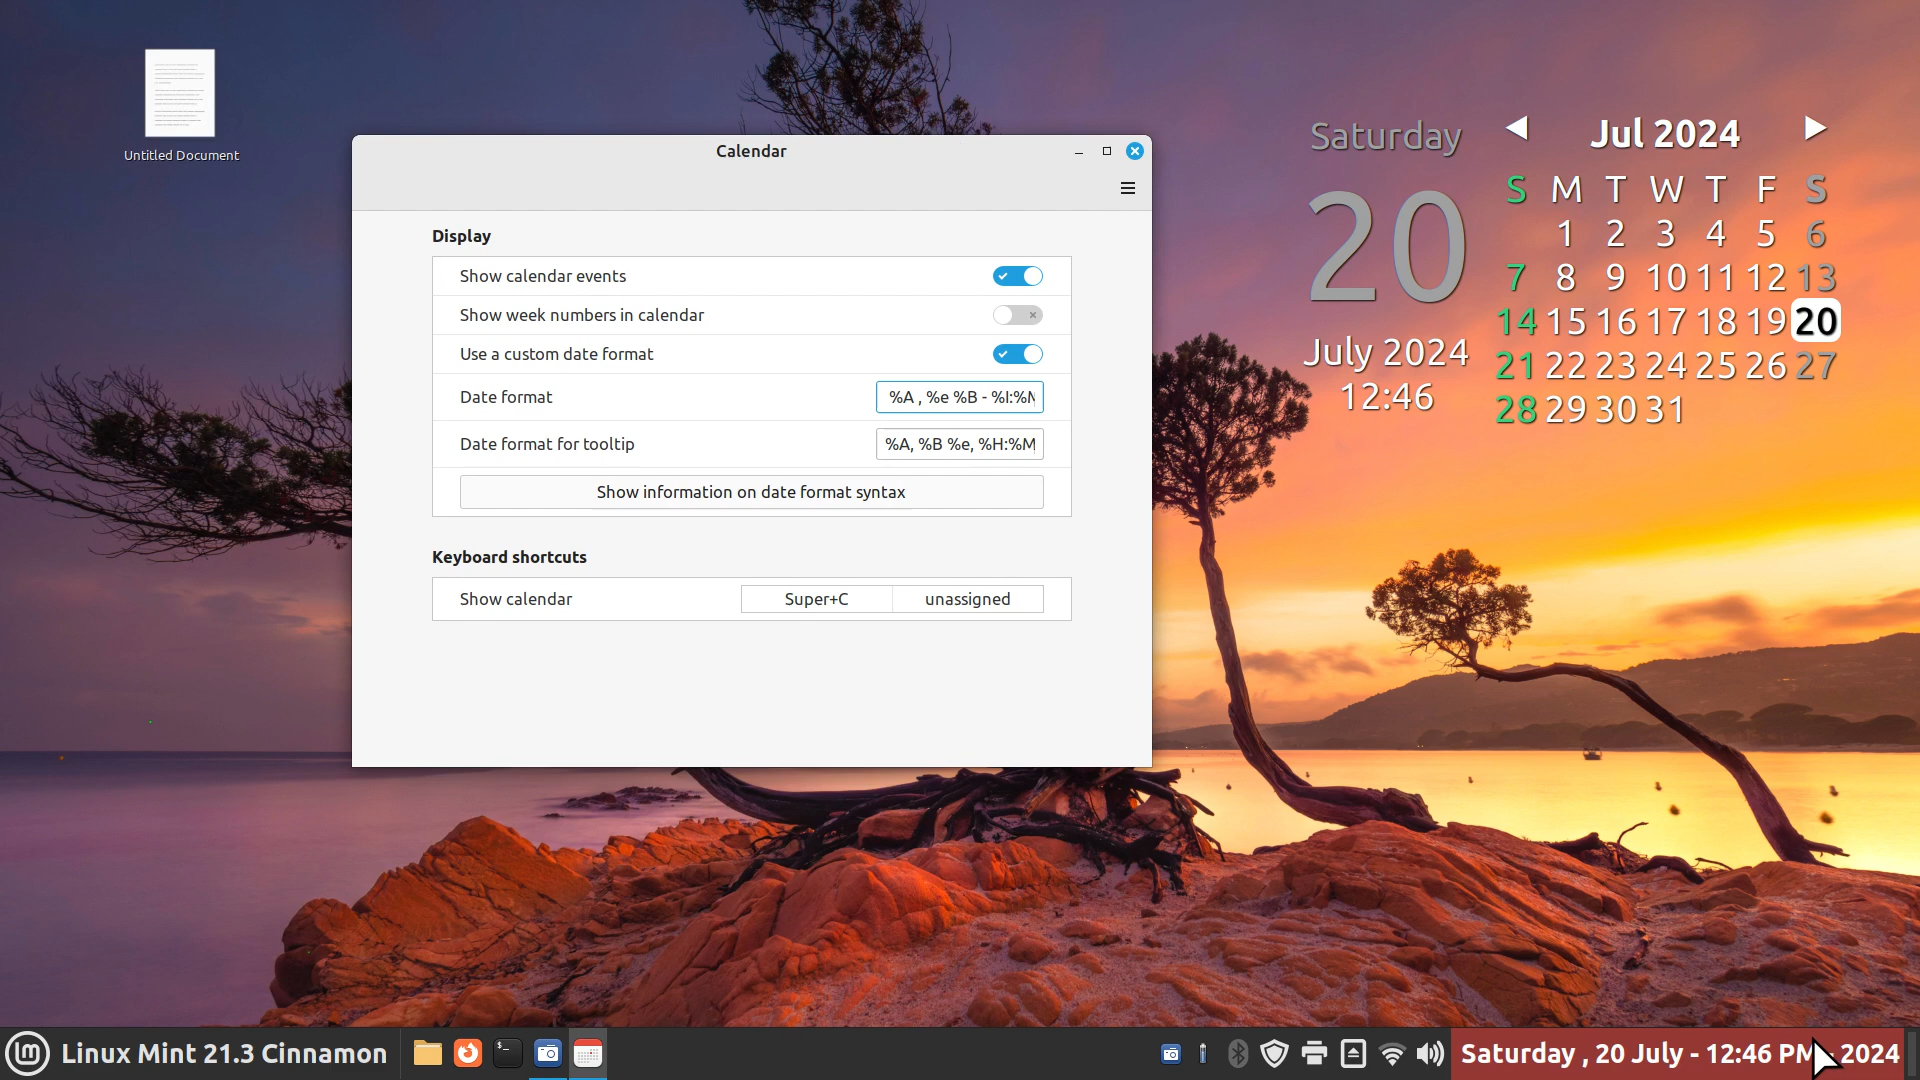 Untitled Document
Calendar
Display
Show calendar events
Show week numbers in calendar
Use a custom date format
Date format
%A , %e %B - %I:%M
Date format for tooltip
%A, %B %e, %H:%M
Show information on date format syntax
Keyboard shortcuts
Show calendar
Super+C
unassigned
Saturday
20
July 2024
12:46
Jul 2024
S M T W T F S
1 2 3 4 5 6
7 8 9 10 11 12 13
14 15 16 17 18 19 20
21 22 23 24 25 26 27
28 29 30 31
Linux Mint 21.3 Cinnamon
Saturday , 20 July - 12:46 PM - 2024